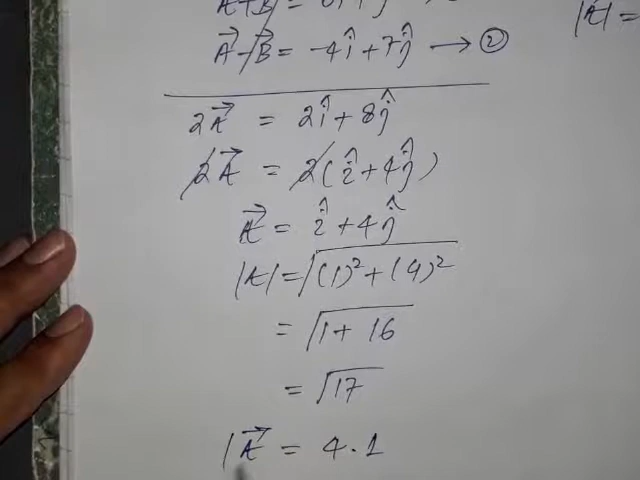 A⃗+B⃗ = 6î+ĵ
|A| =
A⃗-B⃗ = -4î+7ĵ → ②
2A⃗ = 2î+8ĵ
2A⃗ = 2(î+4ĵ)
A⃗ = î+4ĵ
|A|=√(1)²+(4)²
= √1+16
= √17
|A⃗ = 4.1